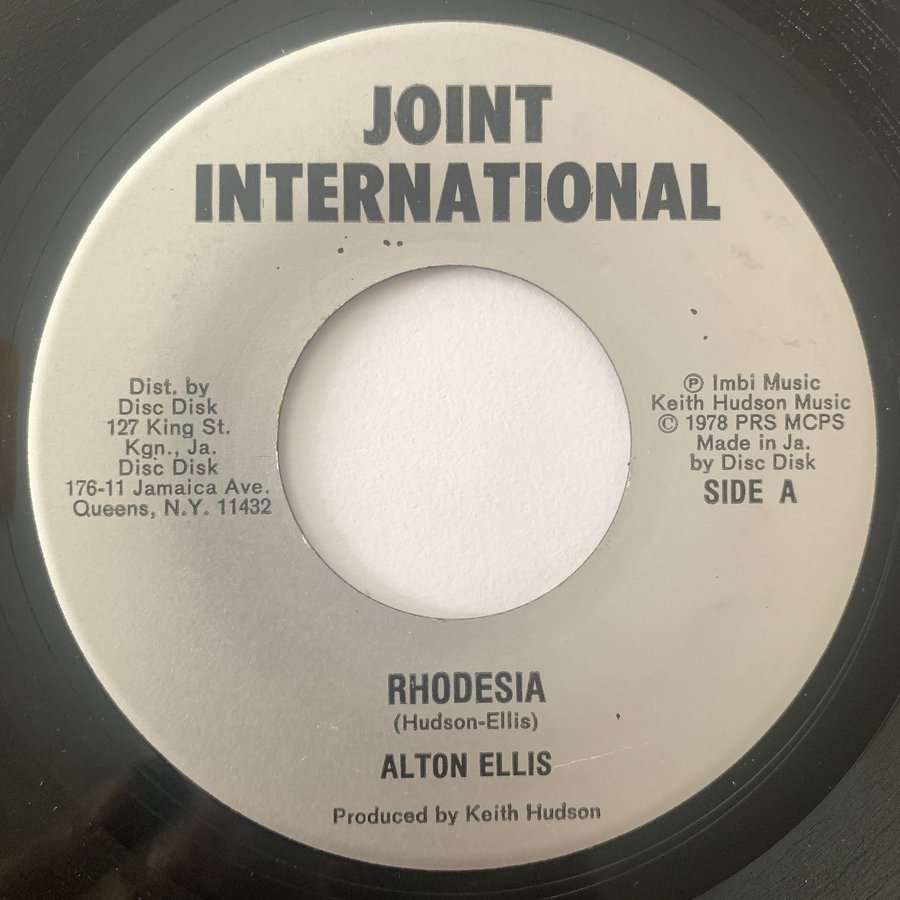 JOINT
INTERNATIONAL
Dist. by
Disc Disk
127 King St.
Kgn., Ja.
Disc Disk
176-11 Jamaica Ave.
Queens, N.Y. 11432
℗ Imbi Music
Keith Hudson Music
© 1978 PRS MCPS
Made in Ja.
by Disc Disk
SIDE A
RHODESIA
(Hudson-Ellis)
ALTON ELLIS
Produced by Keith Hudson